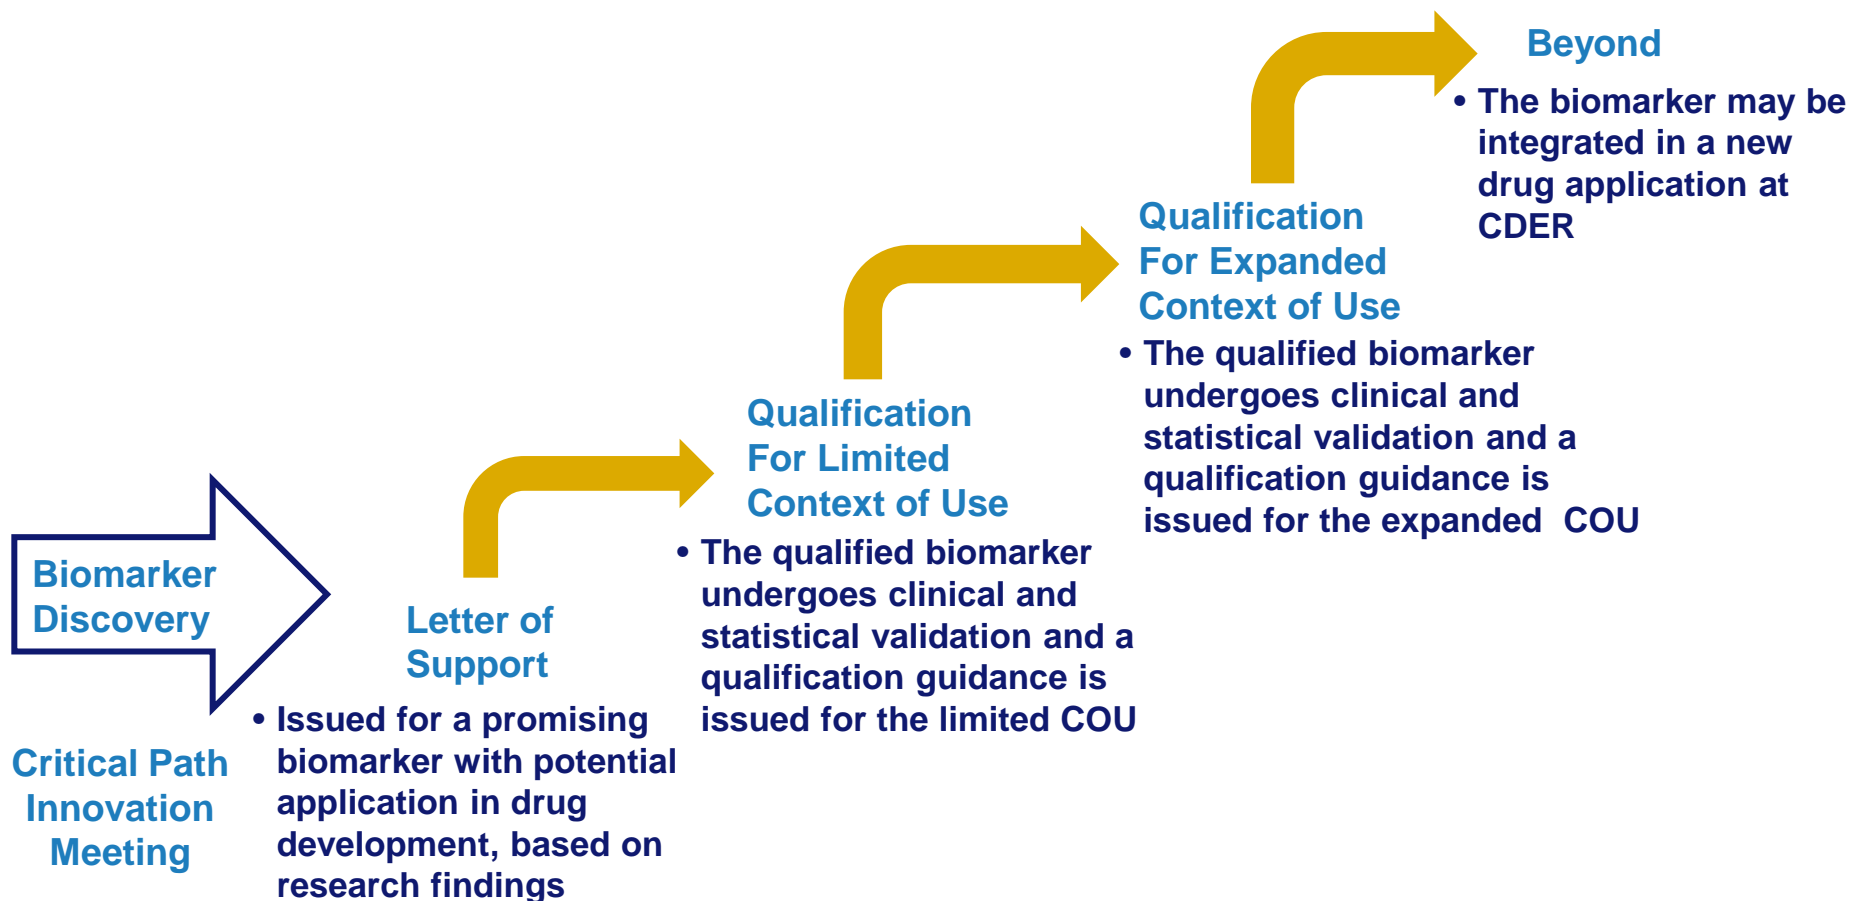 Biomarker
Discovery
Critical Path
Innovation
Meeting
Letter of
Support
• Issued for a promising
biomarker with potential
application in drug
development, based on
research findings
Qualification
For Limited
Context of Use
• The qualified biomarker
undergoes clinical and
statistical validation and a
qualification guidance is
issued for the limited COU
Qualification
For Expanded
Context of Use
• The qualified biomarker
undergoes clinical and
statistical validation and a
qualification guidance is
issued for the expanded  COU
Beyond
• The biomarker may be
integrated in a new
drug application at
CDER